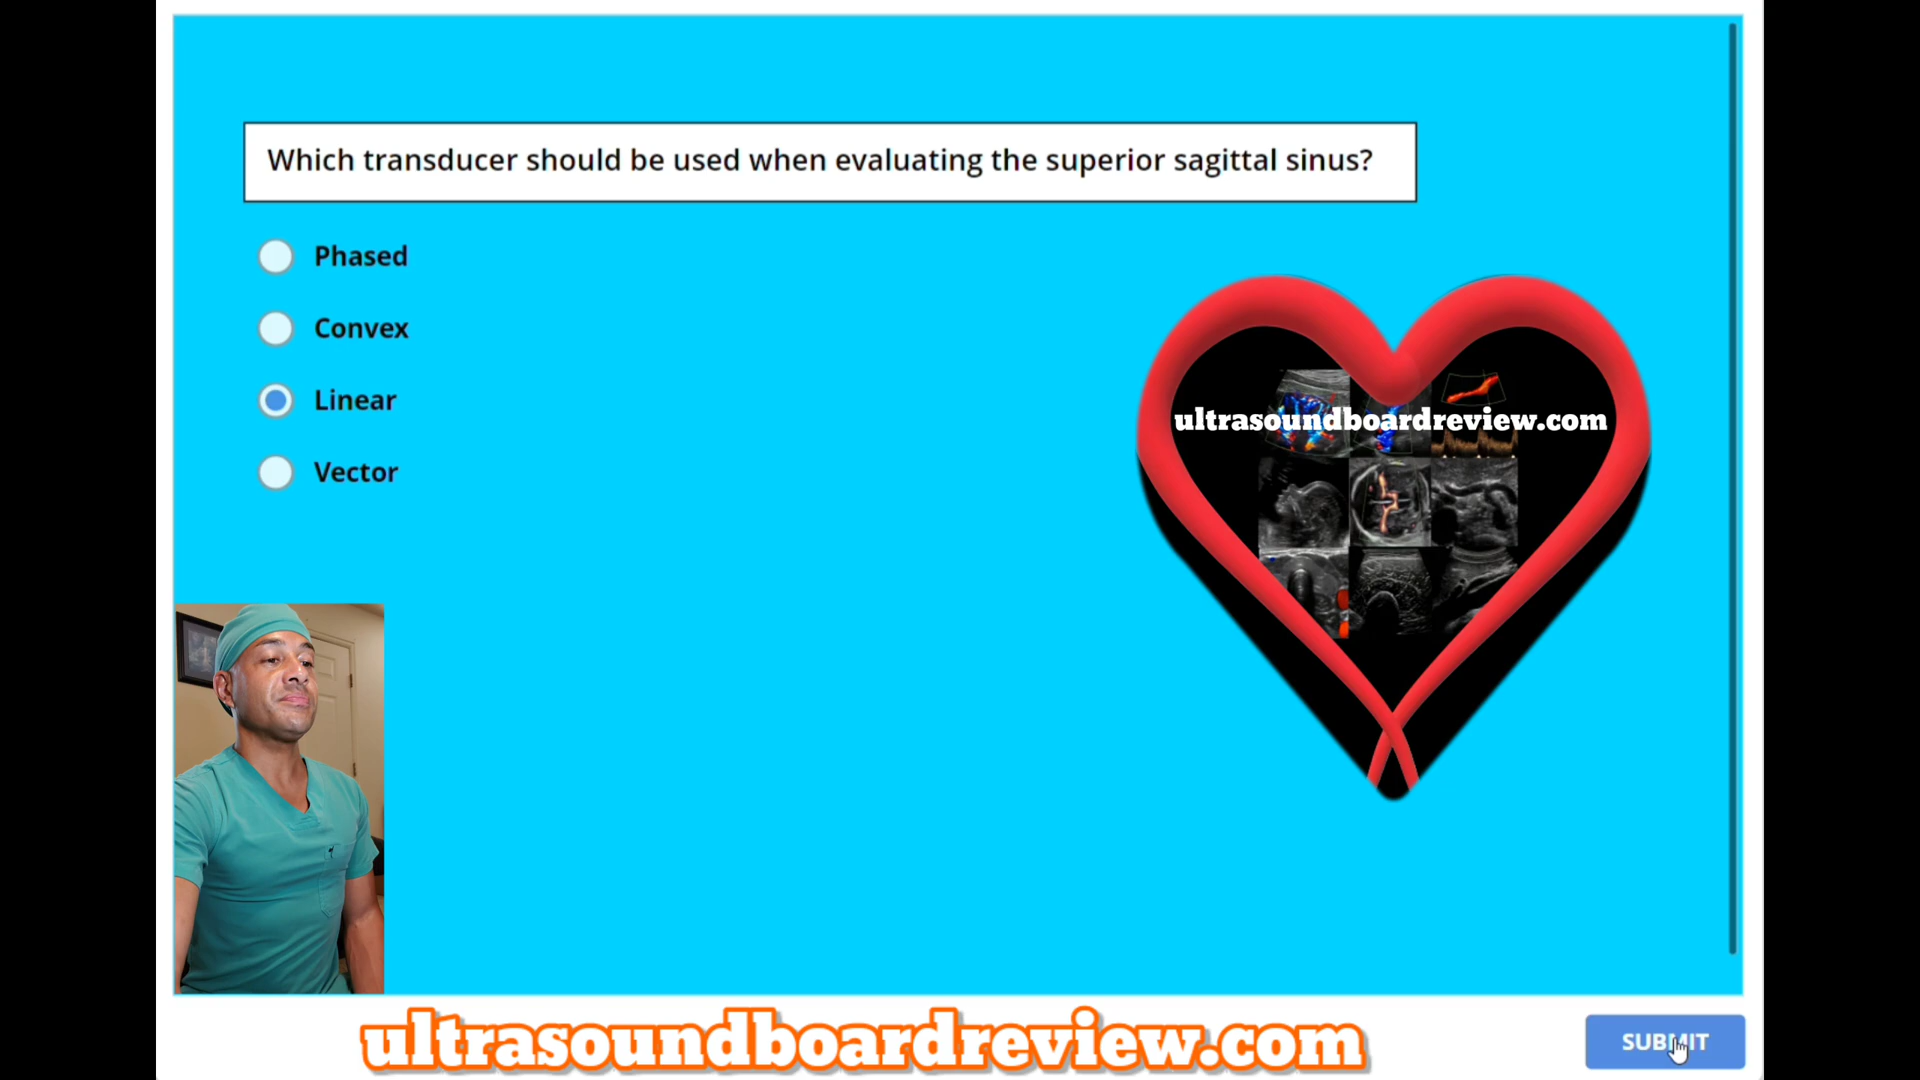 Which transducer should be used when evaluating the superior sagittal sinus?
Phased
Convex
Linear
Vector
ultrasoundboardreview.com
ultrasoundboardreview.com
SUBMIT